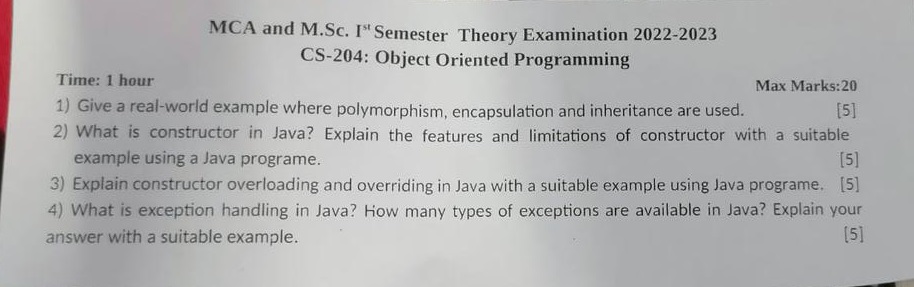 MCA and M.Sc. Ist Semester Theory Examination 2022-2023
CS-204: Object Oriented Programming
Time: 1 hour Max Marks:20
1) Give a real-world example where polymorphism, encapsulation and inheritance are used. [5]
2) What is constructor in Java? Explain the features and limitations of constructor with a suitable
example using a Java programe. [5]
3) Explain constructor overloading and overriding in Java with a suitable example using Java programe. [5]
4) What is exception handling in Java? How many types of exceptions are available in Java? Explain your
answer with a suitable example. [5]